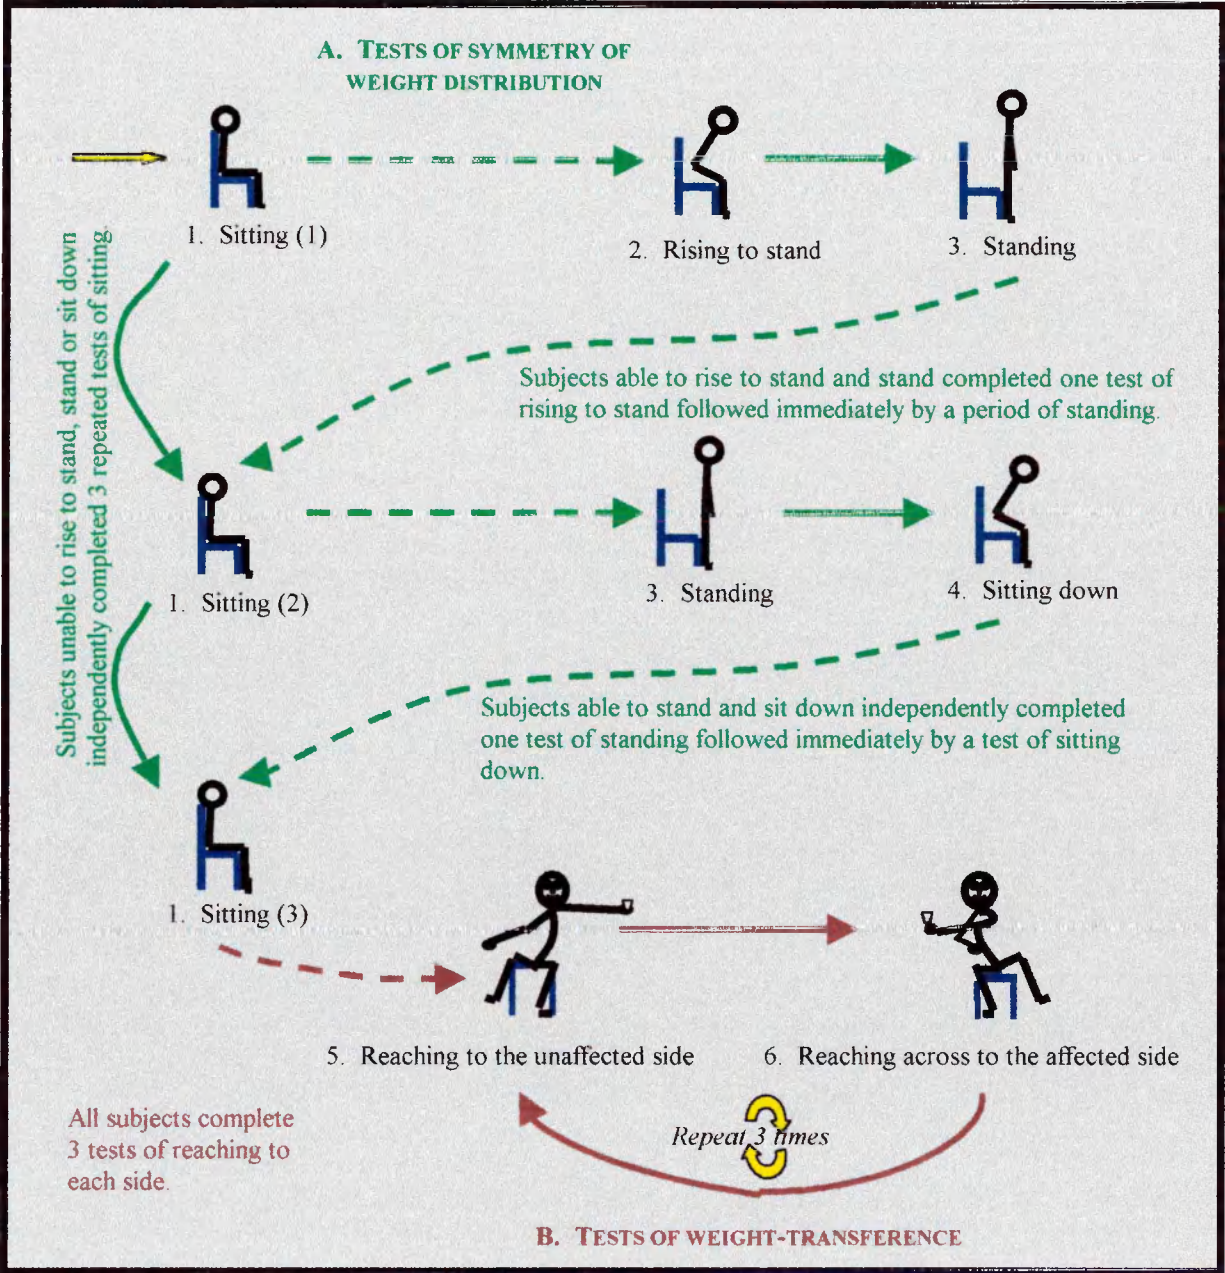 A. TESTS OF SYMMETRY OF
WEIGHT DISTRIBUTION
1. Sitting (1)
2. Rising to stand
3. Standing
Subjects unable to rise to stand, stand or sit down
independently completed 3 repeated tests of sitting.
Subjects able to rise to stand and stand completed one test of
rising to stand followed immediately by a period of standing.
1. Sitting (2)
3. Standing
4. Sitting down
Subjects able to stand and sit down independently completed
one test of standing followed immediately by a test of sitting
down.
1. Sitting (3)
5. Reaching to the unaffected side
6. Reaching across to the affected side
All subjects complete
3 tests of reaching to
each side.
Repeat 3 times
B. TESTS OF WEIGHT-TRANSFERENCE